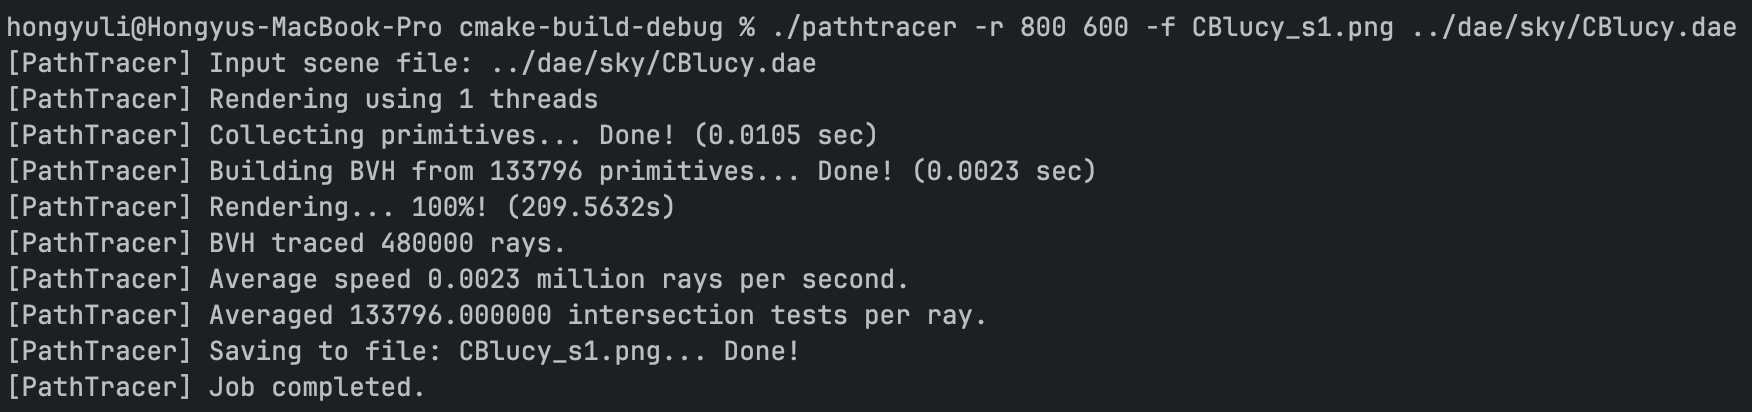 hongyuli@Hongyus-MacBook-Pro cmake-build-debug % ./pathtracer -r 800 600 -f CBlucy_s1.png ../dae/sky/CBlucy.dae
[PathTracer] Input scene file: ../dae/sky/CBlucy.dae
[PathTracer] Rendering using 1 threads
[PathTracer] Collecting primitives... Done! (0.0105 sec)
[PathTracer] Building BVH from 133796 primitives... Done! (0.0023 sec)
[PathTracer] Rendering... 100%! (209.5632s)
[PathTracer] BVH traced 480000 rays.
[PathTracer] Average speed 0.0023 million rays per second.
[PathTracer] Averaged 133796.000000 intersection tests per ray.
[PathTracer] Saving to file: CBlucy_s1.png... Done!
[PathTracer] Job completed.